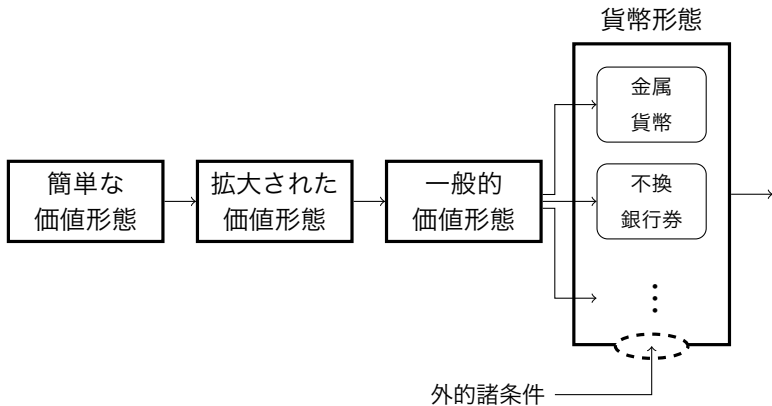 貨幣形態
金属
貨幣
簡単な
価値形態
拡大された
価値形態
一般的
価値形態
不換
銀行券
外的諸条件